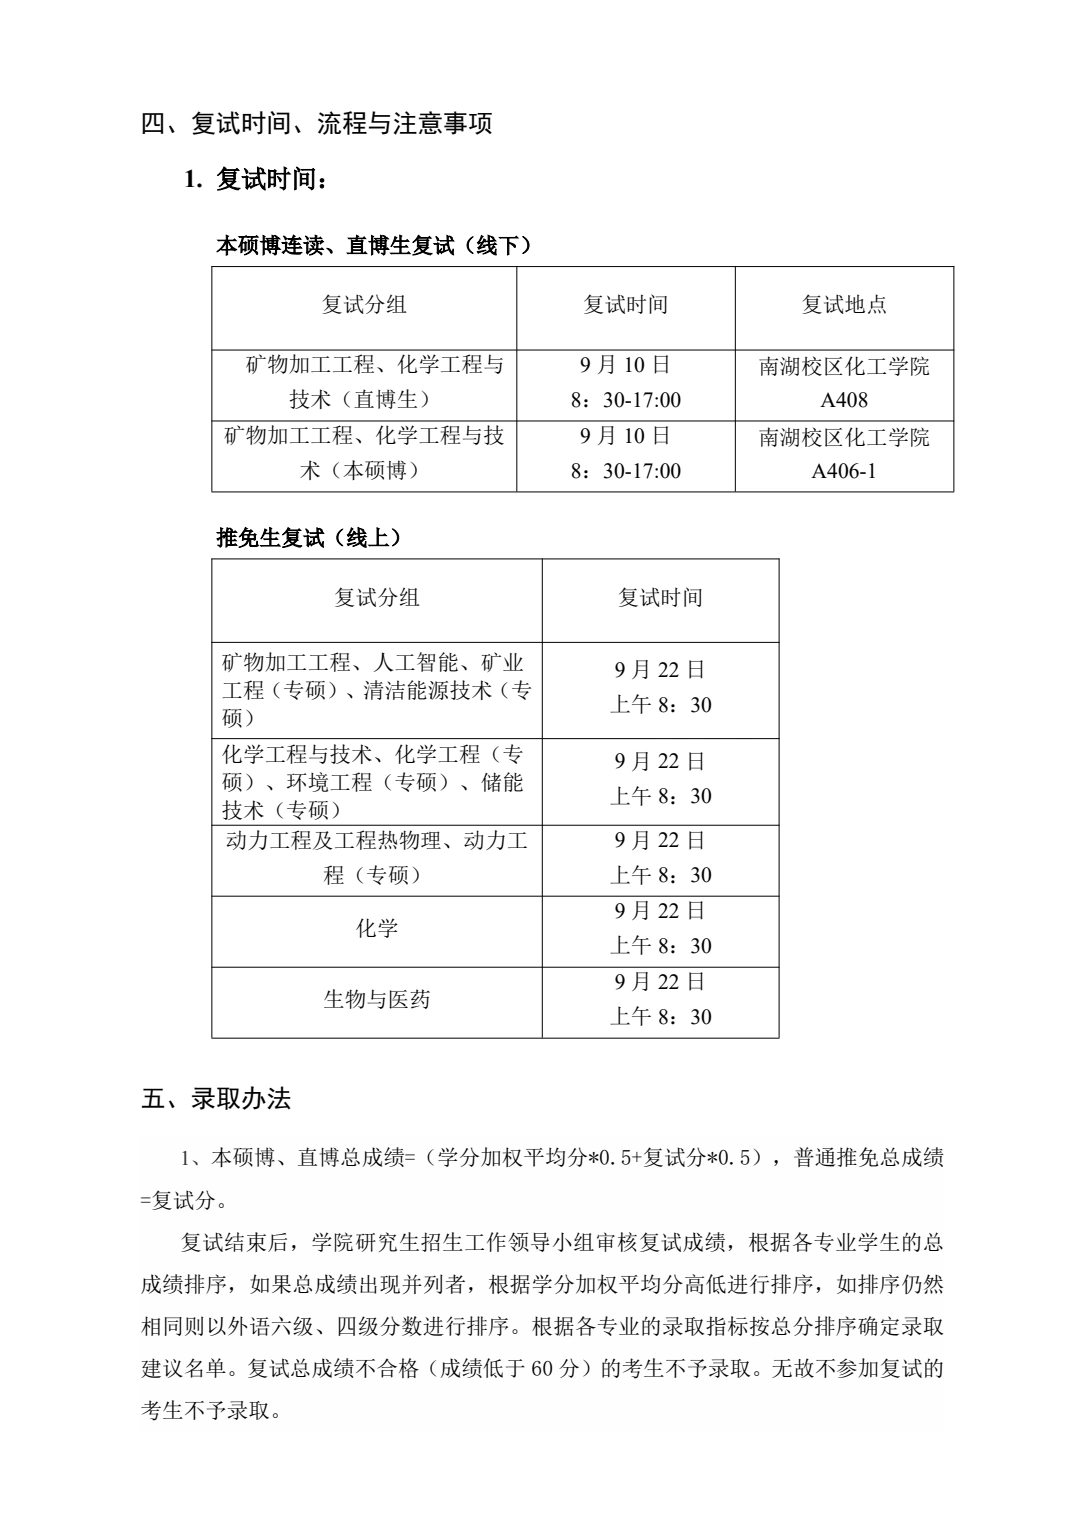 四、复试时间、流程与注意事项
1. 复试时间：
本硕博连读、直博生复试（线下）
复试分组 复试时间 复试地点
矿物加工工程、化学工程与 9 月 10 日 南湖校区化工学院
技术（直博生） 8：30-17:00 A408
矿物加工工程、化学工程与技 9 月 10 日 南湖校区化工学院
术（本硕博） 8：30-17:00 A406-1
推免生复试（线上）
复试分组 复试时间
矿物加工工程、人工智能、矿业
工程（专硕）、清洁能源技术（专
硕）
9 月 22 日
上午 8：30
化学工程与技术、化学工程（专
硕）、环境工程（专硕）、储能
技术（专硕）
9 月 22 日
上午 8：30
动力工程及工程热物理、动力工
程（专硕）
9 月 22 日
上午 8：30
化学
9 月 22 日
上午 8：30
生物与医药
9 月 22 日
上午 8：30
五、录取办法
1、本硕博、直博总成绩=（学分加权平均分*0.5+复试分*0.5），普通推免总成绩
=复试分。
复试结束后，学院研究生招生工作领导小组审核复试成绩，根据各专业学生的总
成绩排序，如果总成绩出现并列者，根据学分加权平均分高低进行排序，如排序仍然
相同则以外语六级、四级分数进行排序。根据各专业的录取指标按总分排序确定录取
建议名单。复试总成绩不合格（成绩低于 60 分）的考生不予录取。无故不参加复试的
考生不予录取。